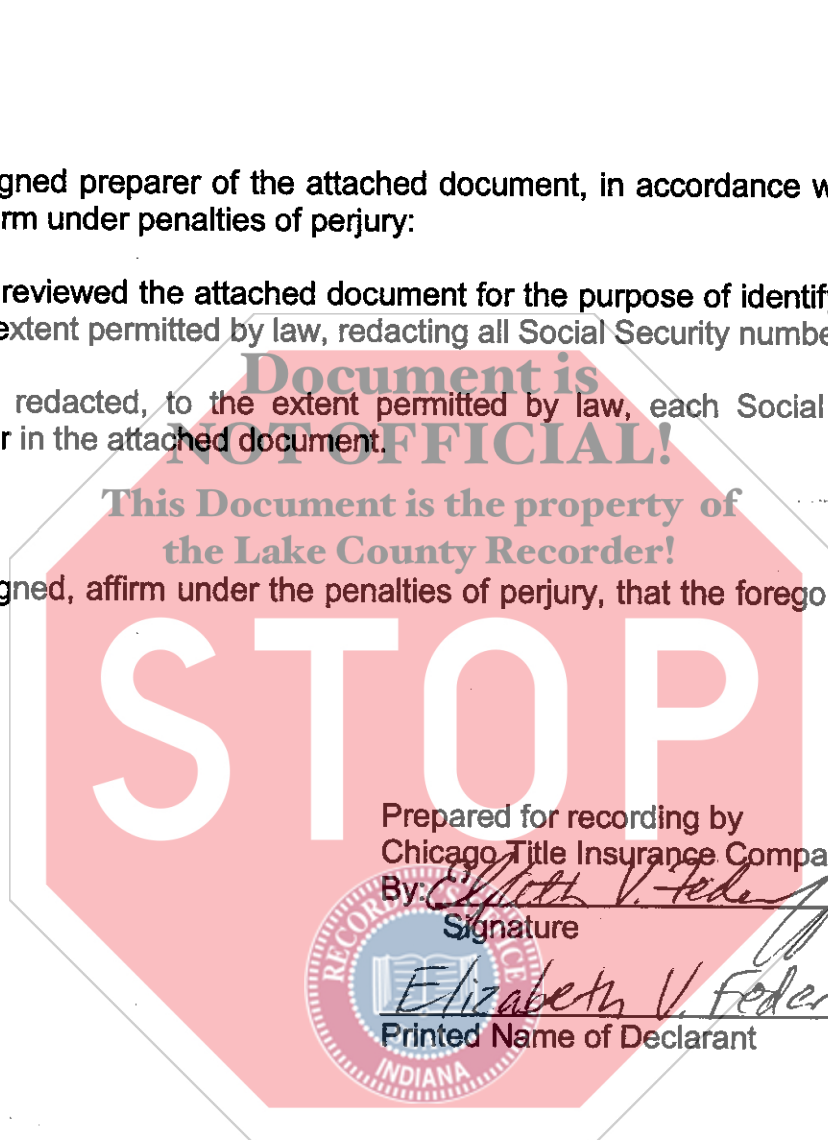 gned preparer of the attached document, in accordance w
rm under penalties of perjury:
reviewed the attached document for the purpose of identif
extent permitted by law, redacting all Social Security numbe
Document is
redacted, to the extent permitted by law, each Social
r in the attached document.
NOT OFFICIAL!
This Document is the property of
the Lake County Recorder!
gned, affirm under the penalties of perjury, that the forego
STOP
Prepared for recording by
Chicago Title Insurance Compa
By: V. Feder
Signature
Elizabeth V. Feder
Printed Name of Declarant
INDIANA